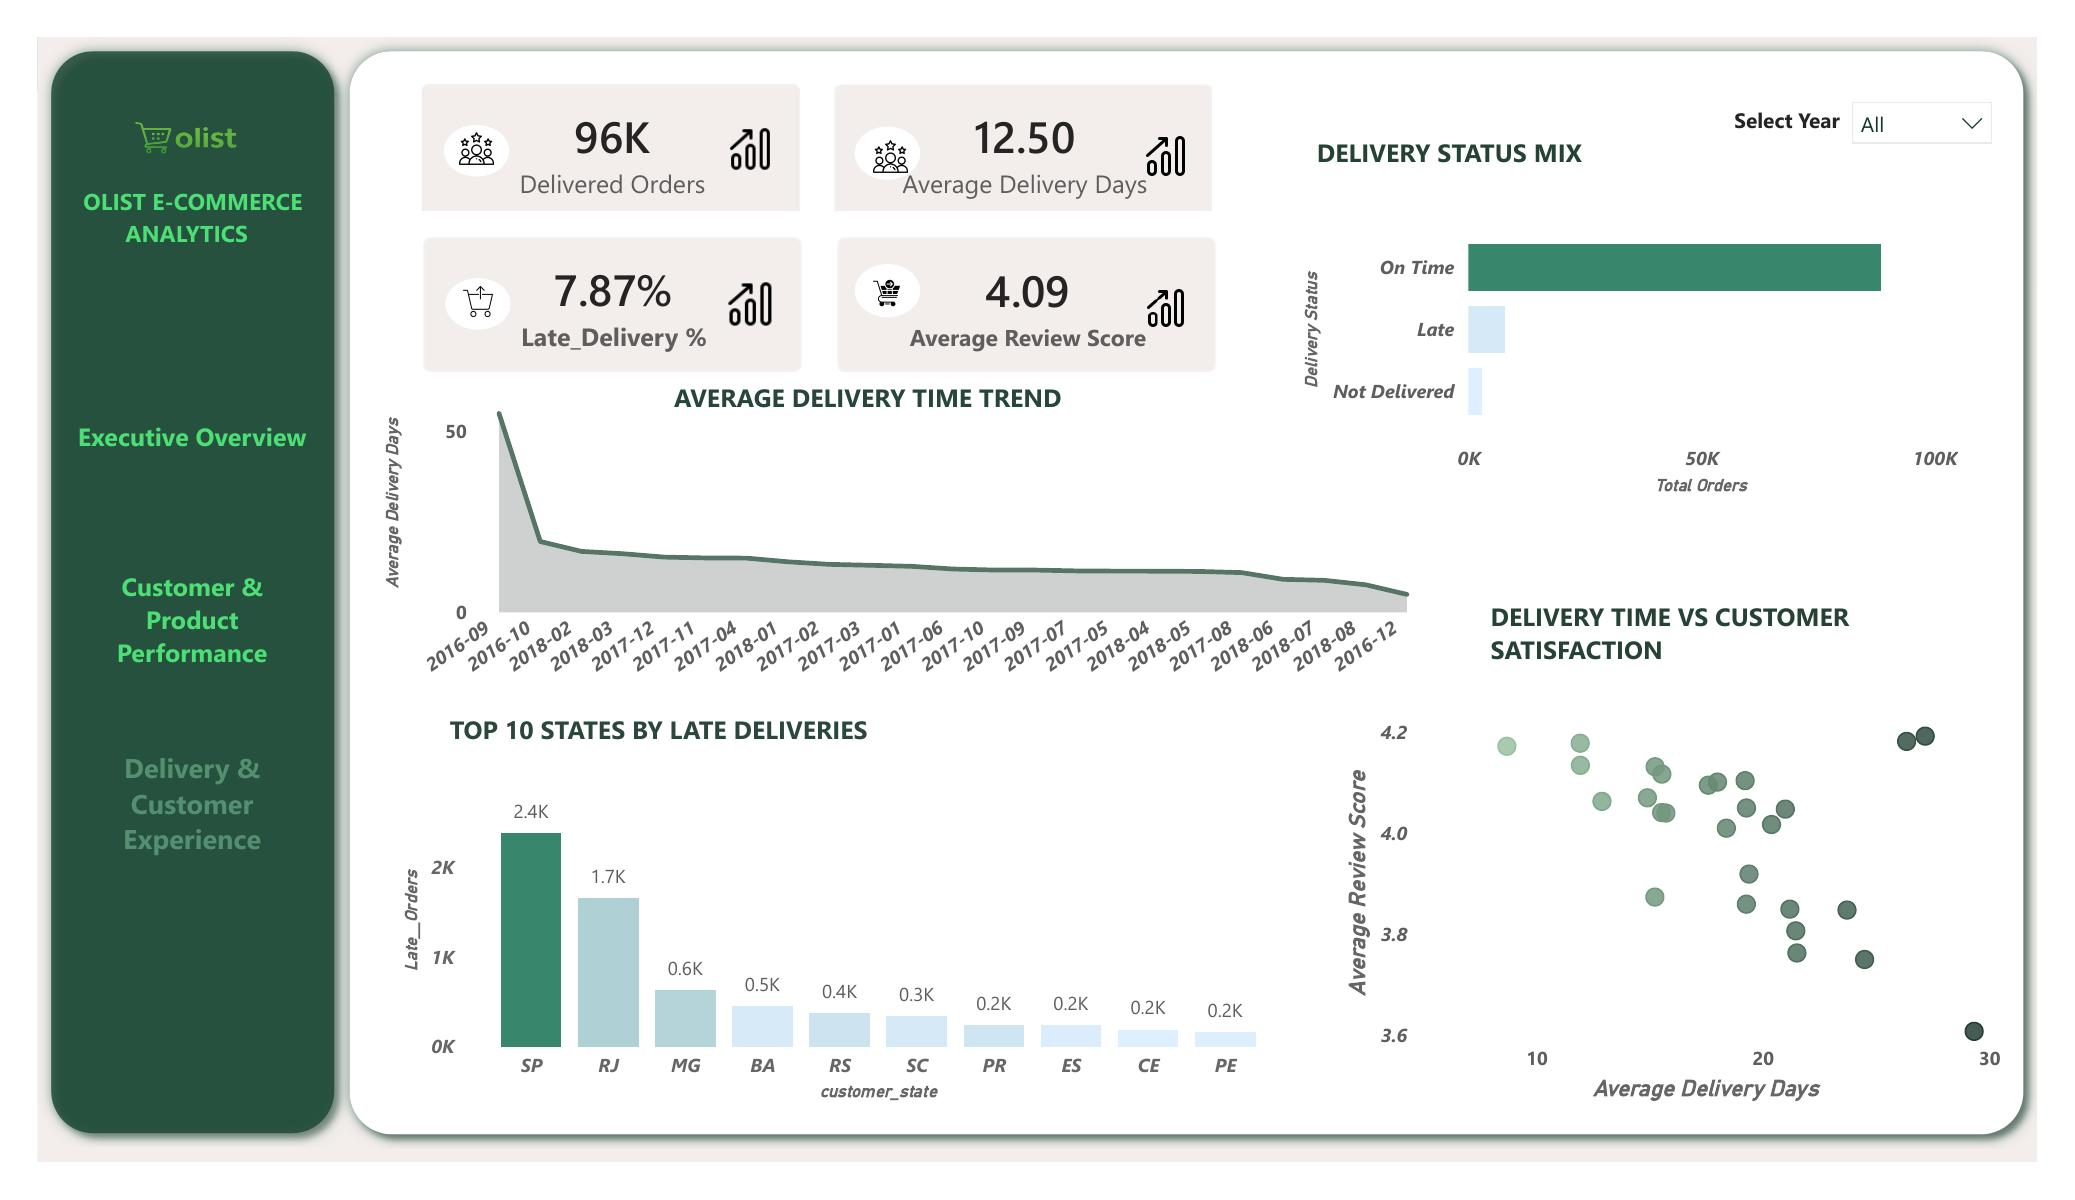 olist
OLIST E-COMMERCE
ANALYTICS
Executive Overview
Customer &
Product
Performance
Delivery &
Customer
Experience
96K
Delivered Orders
12.50
Average Delivery Days
7.87%
Late_Delivery %
4.09
Average Review Score
Select Year
All
DELIVERY STATUS MIX
Delivery Status
On Time
Late
Not Delivered
0K 50K 100K
Total Orders
AVERAGE DELIVERY TIME TREND
Average Delivery Days
50
0
2016-09 2016-10 2018-02 2018-03 2017-12 2017-11 2017-04 2018-01 2017-02 2017-03 2017-01 2017-06 2017-10 2017-09 2017-07 2017-05 2018-04 2018-05 2017-08 2018-06 2018-07 2018-08 2016-12
TOP 10 STATES BY LATE DELIVERIES
Late__Orders
2K
1K
0K
2.4K 1.7K 0.6K 0.5K 0.4K 0.3K 0.2K 0.2K 0.2K 0.2K
SP RJ MG BA RS SC PR ES CE PE
customer_state
DELIVERY TIME VS CUSTOMER
SATISFACTION
Average Review Score
4.2
4.0
3.8
3.6
10 20 30
Average Delivery Days